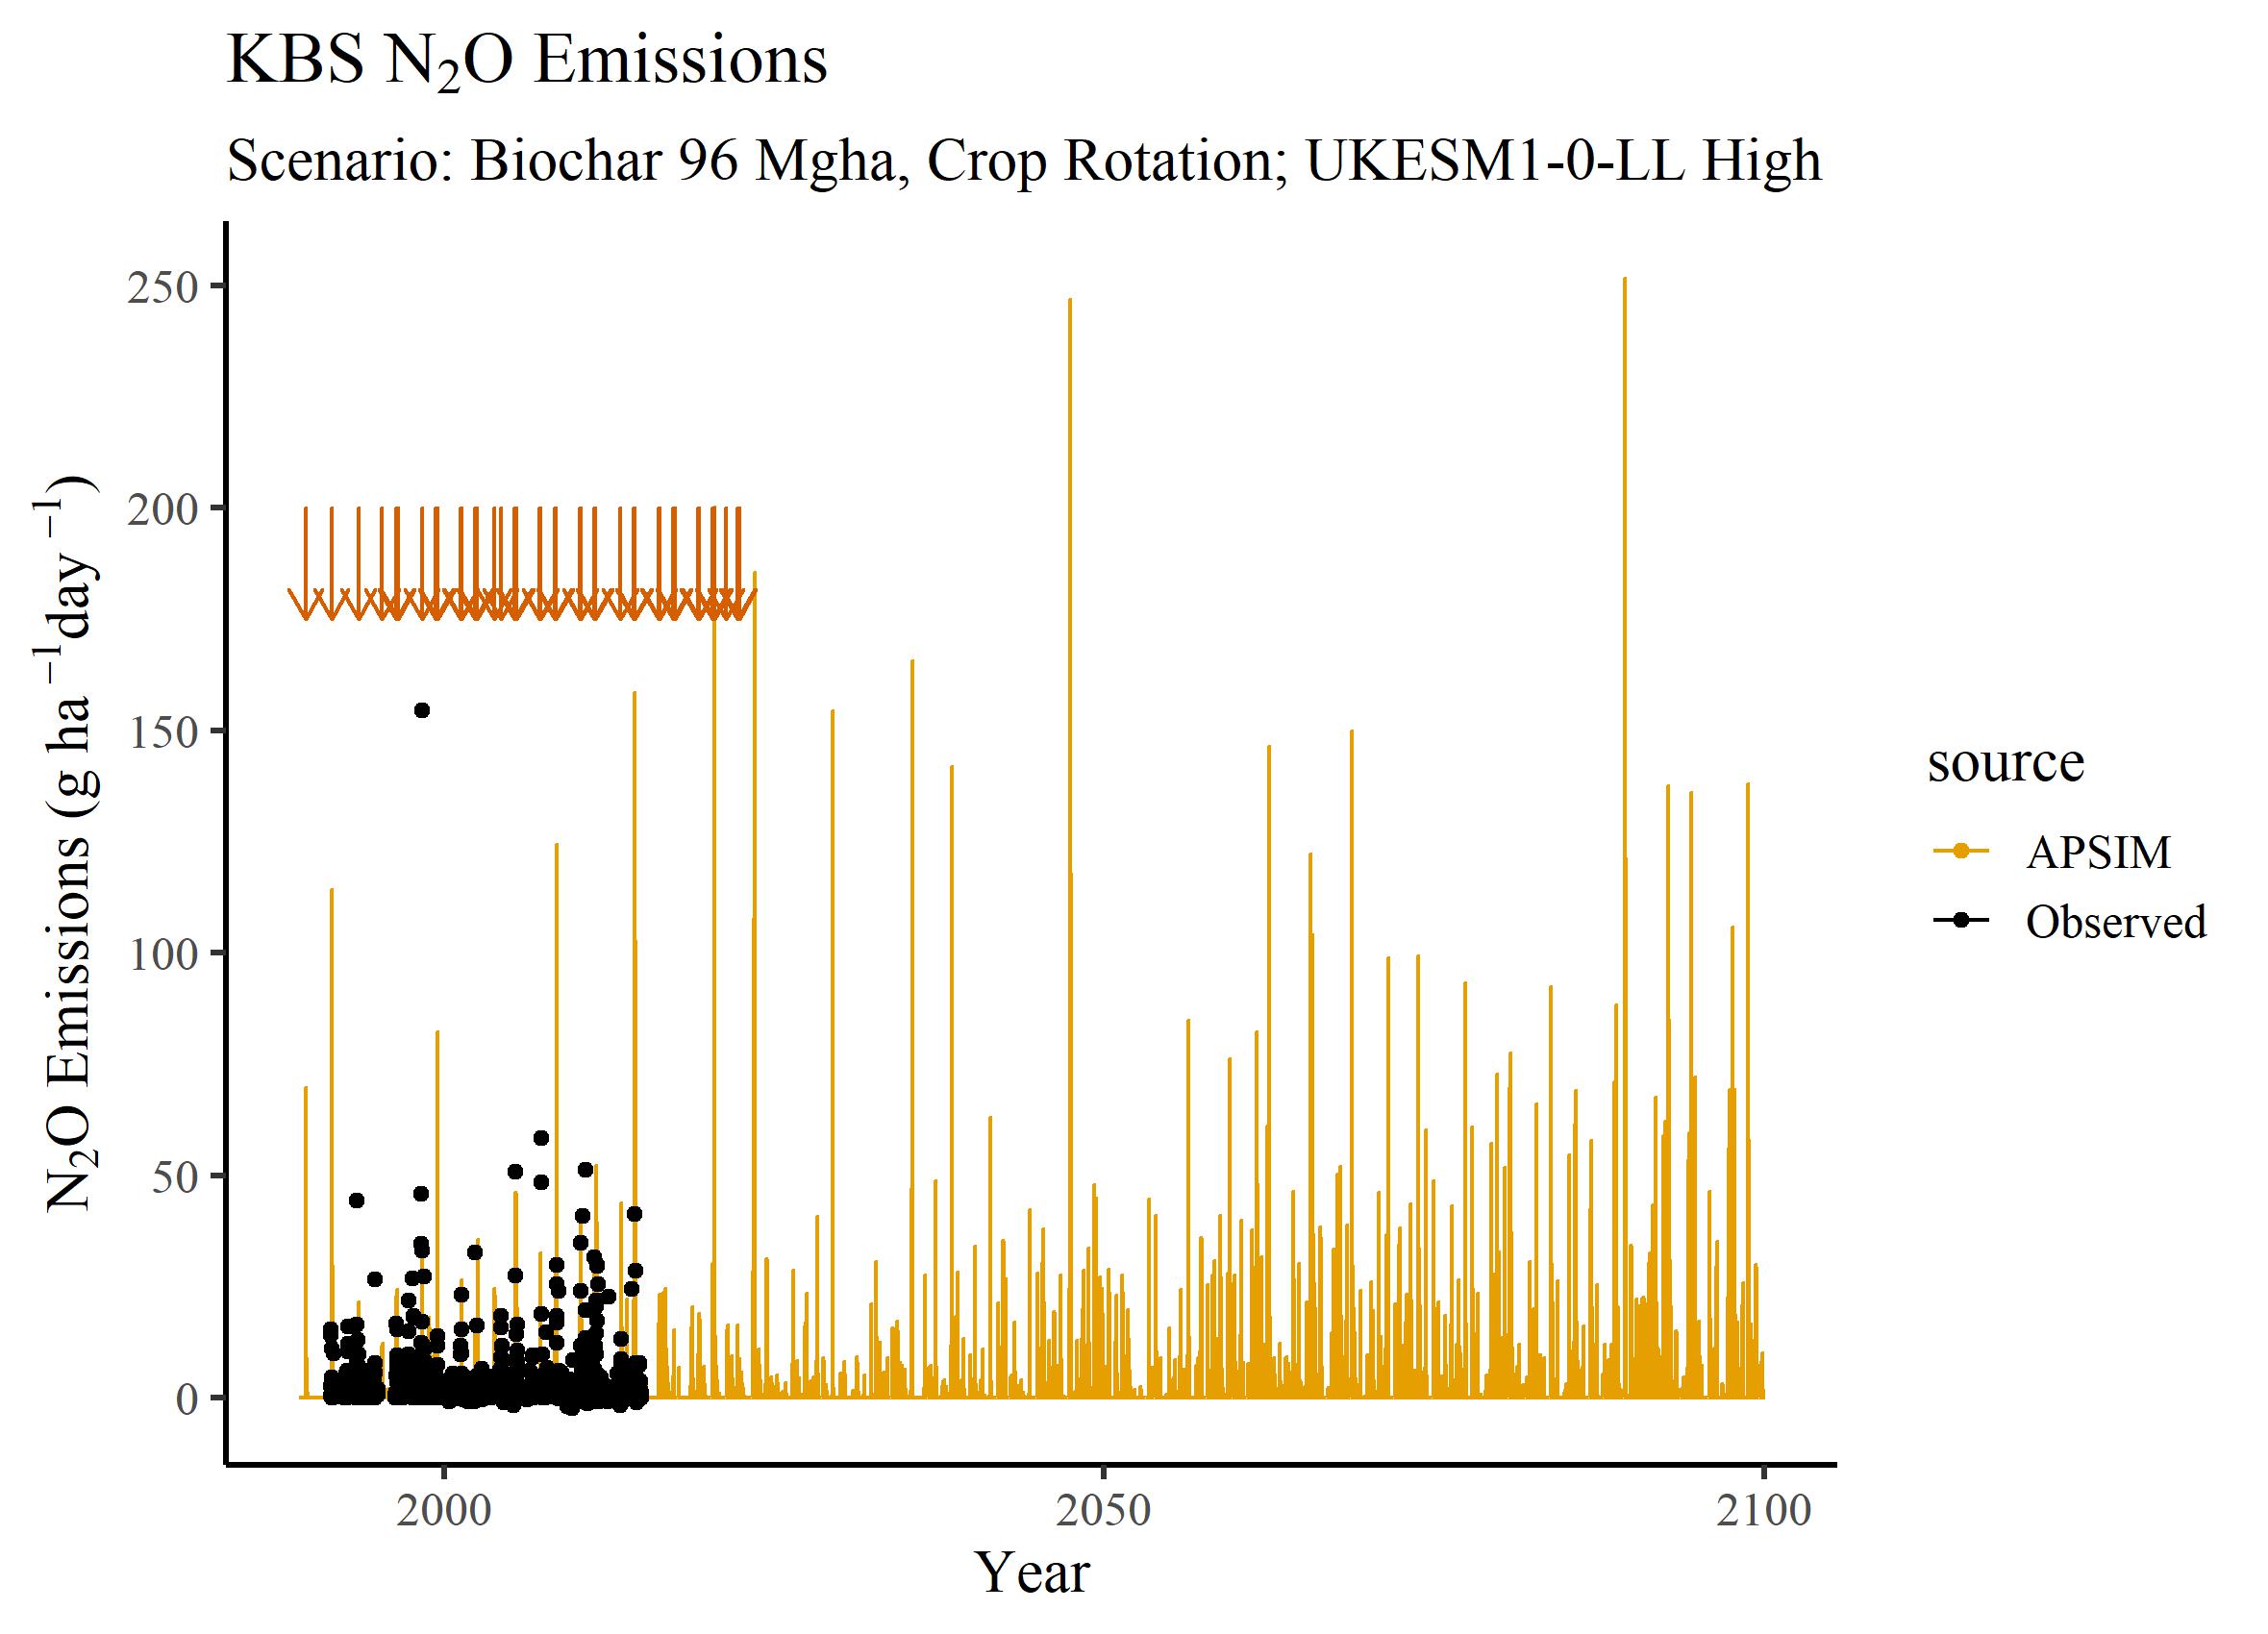 KBS N₂O Emissions
Scenario: Biochar 96 Mgha, Crop Rotation; UKESM1-0-LL High
N₂O Emissions (g ha⁻¹day⁻¹)
250
200
150
100
50
0
2000
2050
2100
Year
source
APSIM
Observed